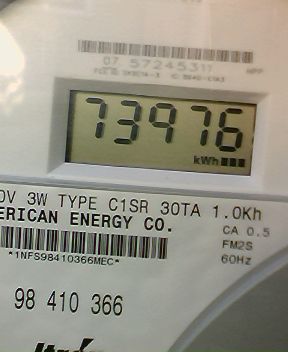 07 57245311
73976
kWh
0V 3W TYPE C1SR 30TA 1.0Kh
ERICAN ENERGY CO.
CA 0.5
FM2S
*1NFS98410366MEC*
60Hz
98 410 366